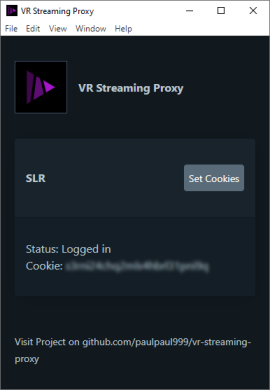 VR Streaming Proxy
File Edit View Window Help
VR Streaming Proxy
SLR
Set Cookies
Status: Logged in
Cookie:
Visit Project on github.com/paulpaul999/vr-streaming-
proxy